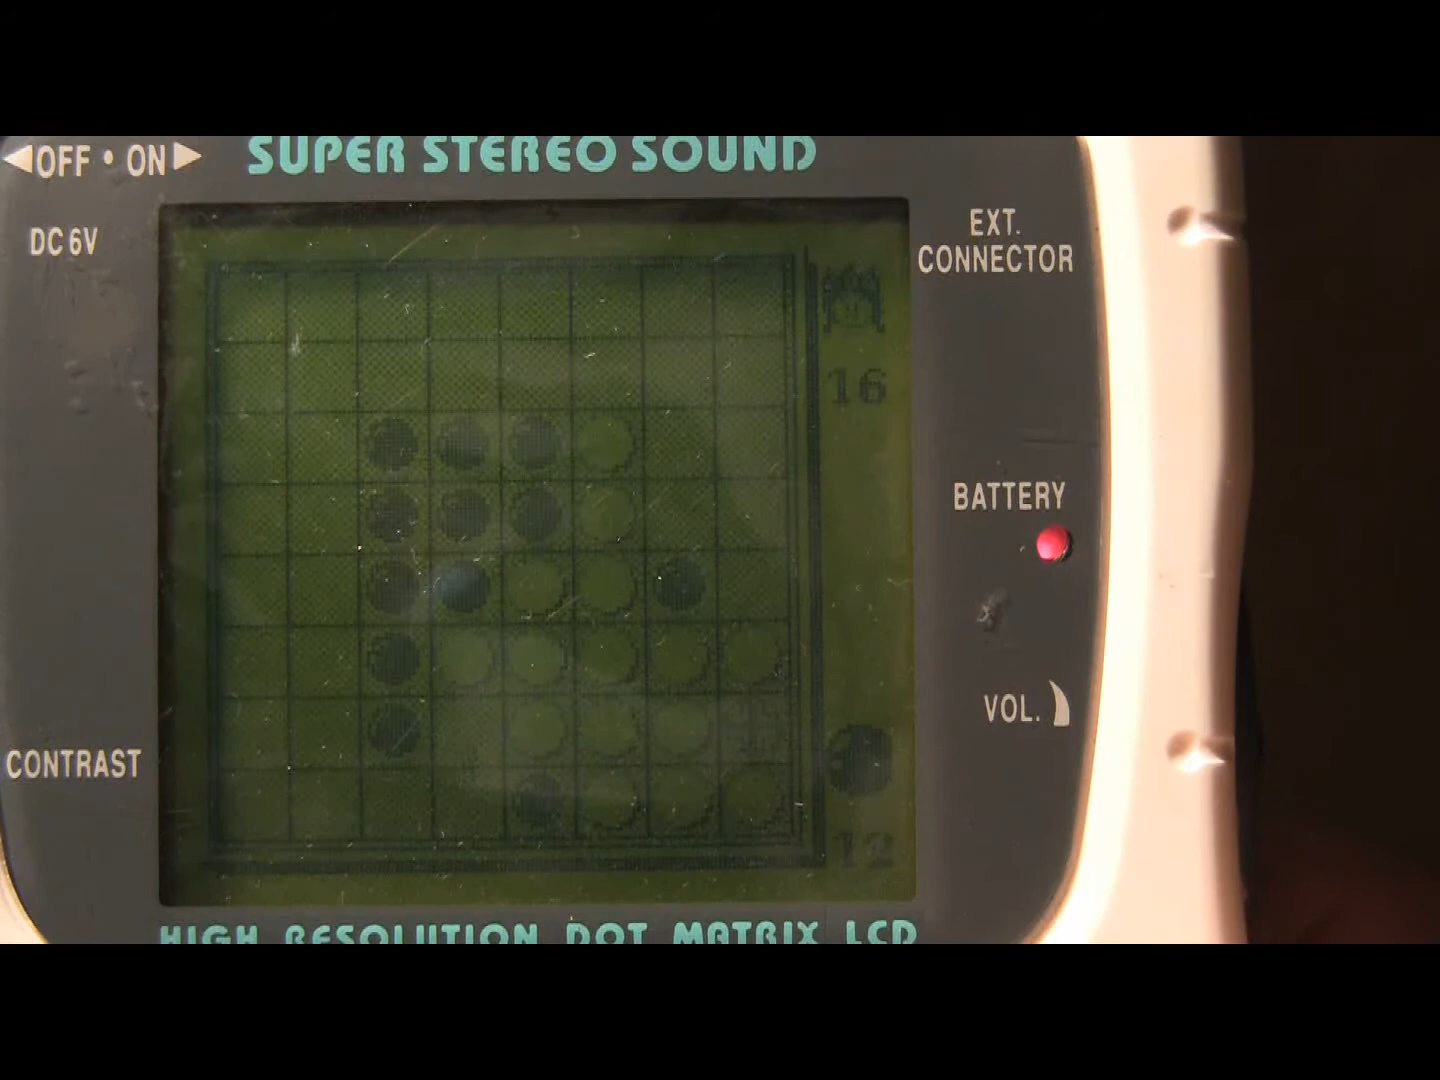 ◀OFF • ON▶
SUPER STEREO SOUND
DC 6V
EXT.
CONNECTOR
16
BATTERY
VOL.
CONTRAST
12
HIGH RESOLUTION DOT MATRIX LCD